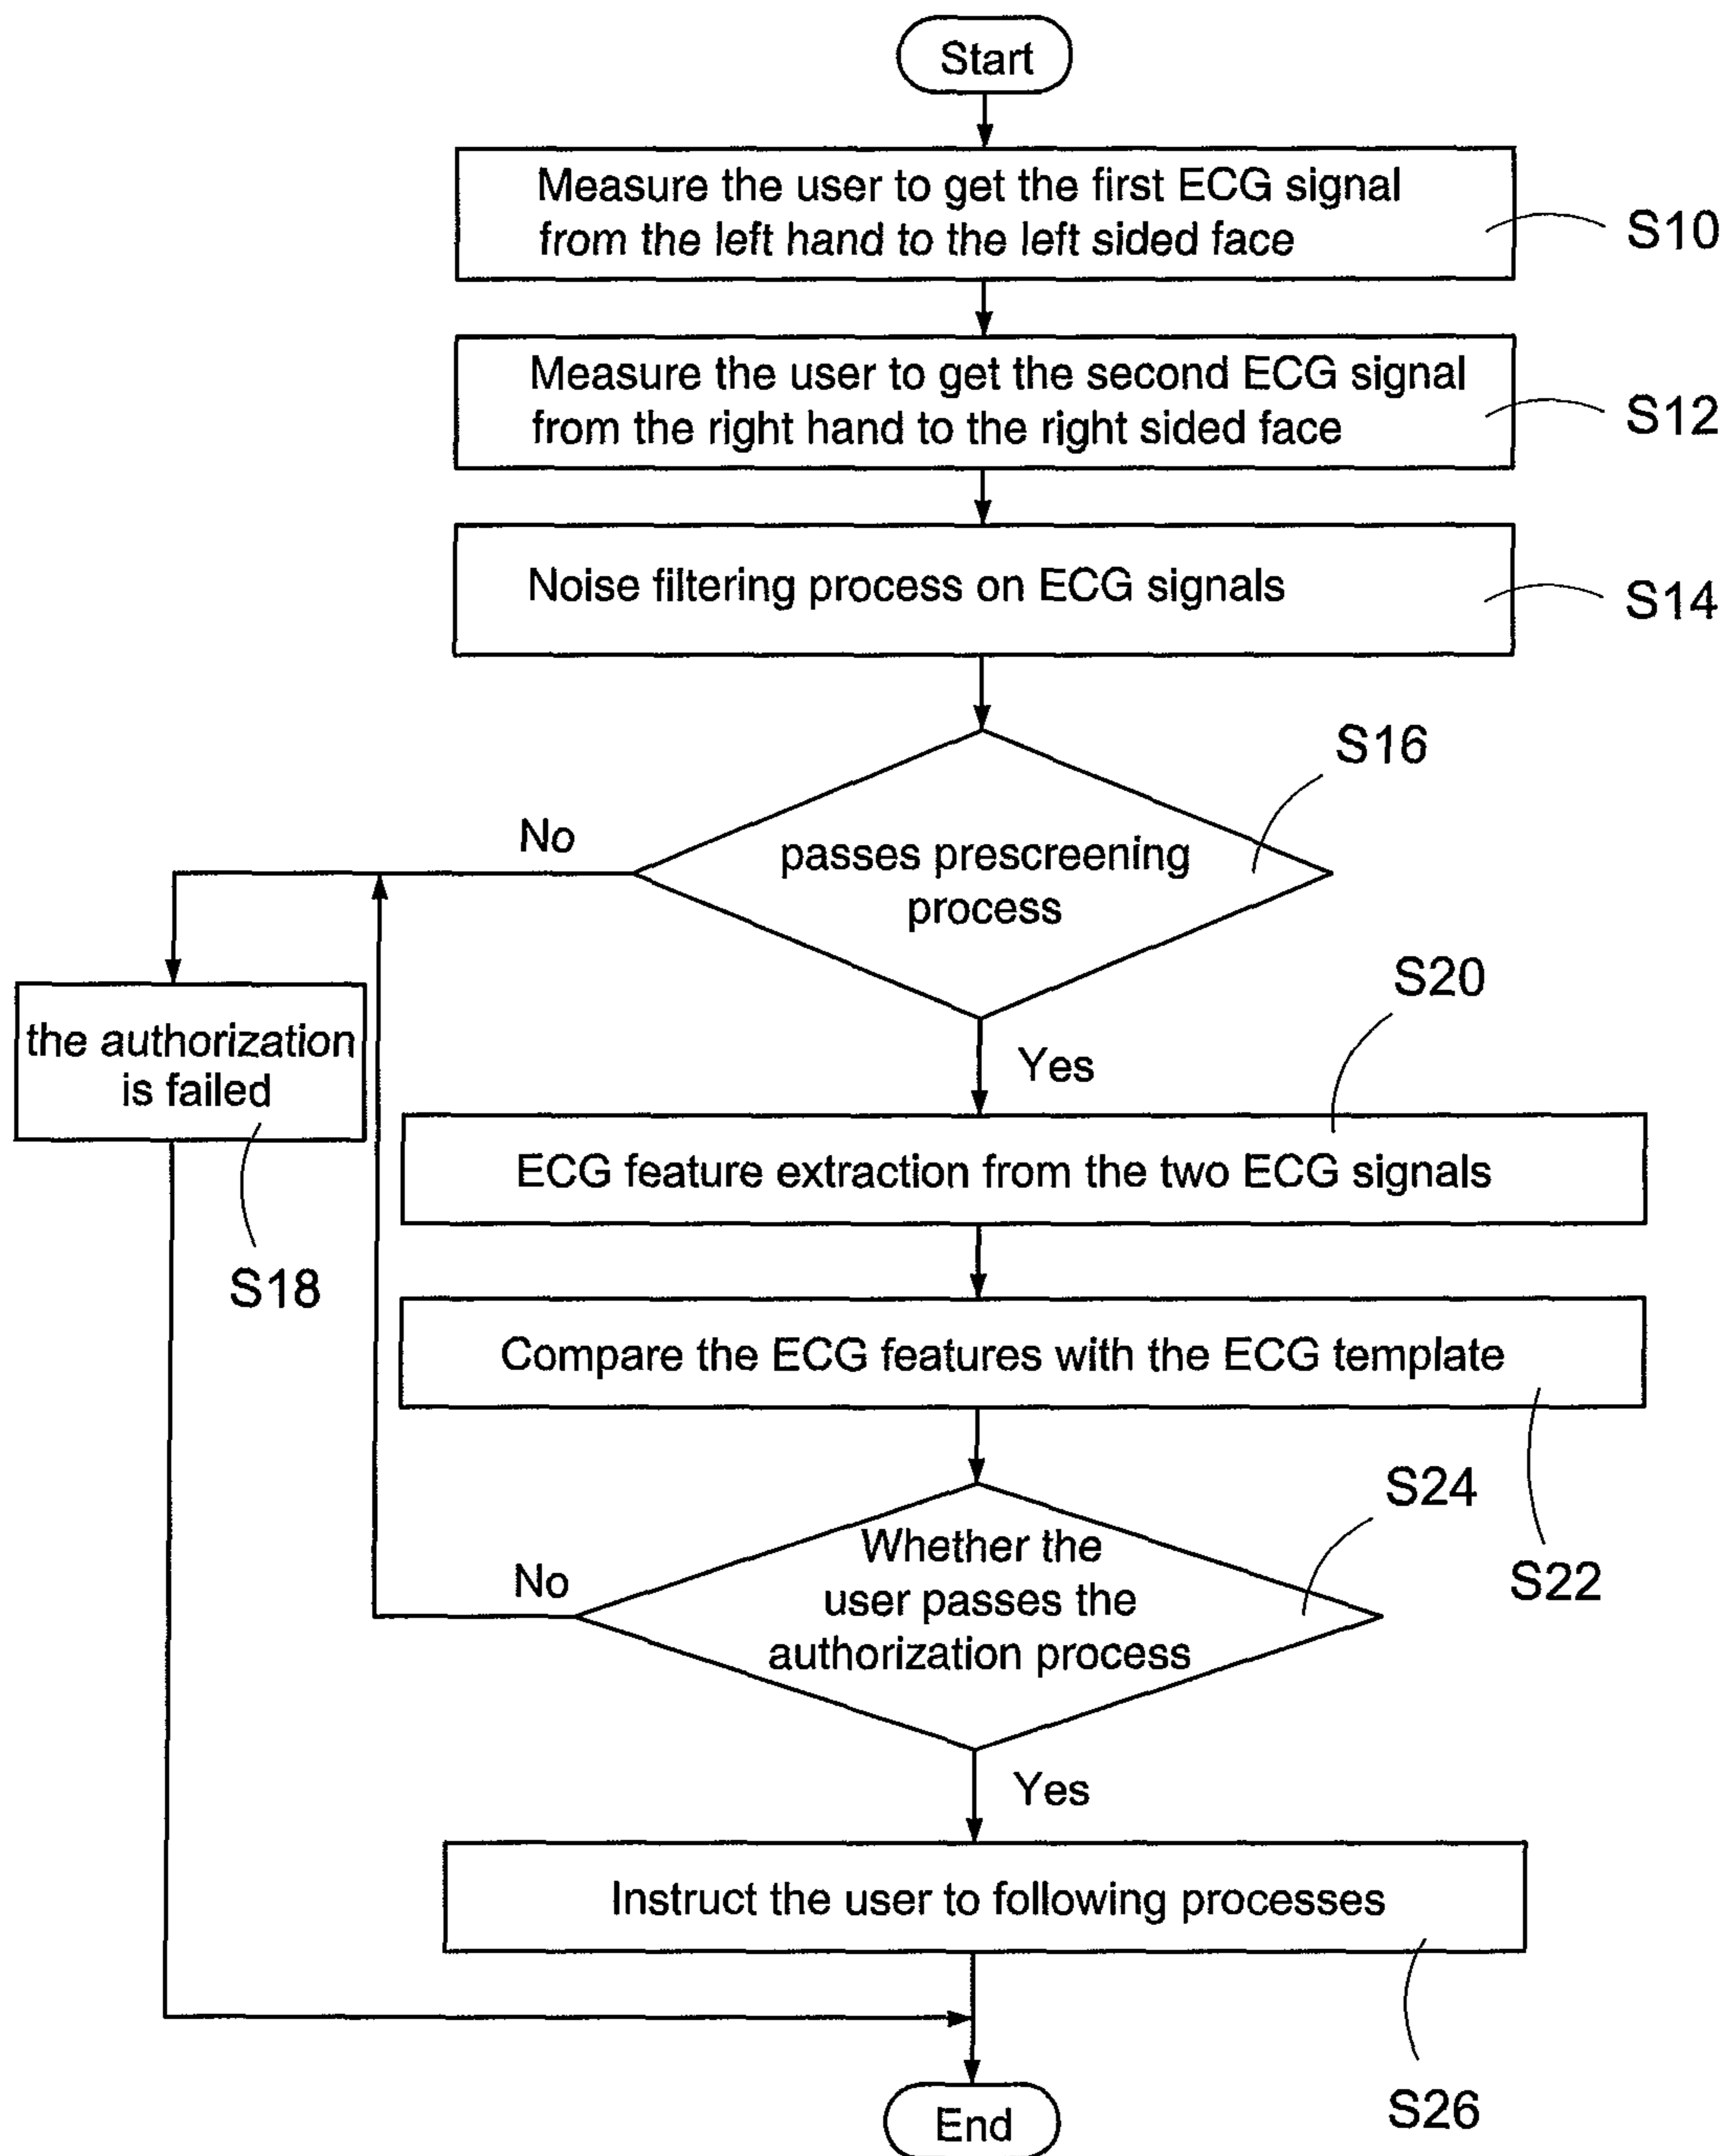 Start
Measure the user to get the first ECG signal
from the left hand to the left sided face
S10
Measure the user to get the second ECG signal
from the right hand to the right sided face
S12
Noise filtering process on ECG signals
S14
S16
No
passes prescreening
process
S20
the authorization
is failed
Yes
ECG feature extraction from the two ECG signals
S18
Compare the ECG features with the ECG template
S24
Whether the
user passes the
authorization process
No
S22
Yes
Instruct the user to following processes
S26
End